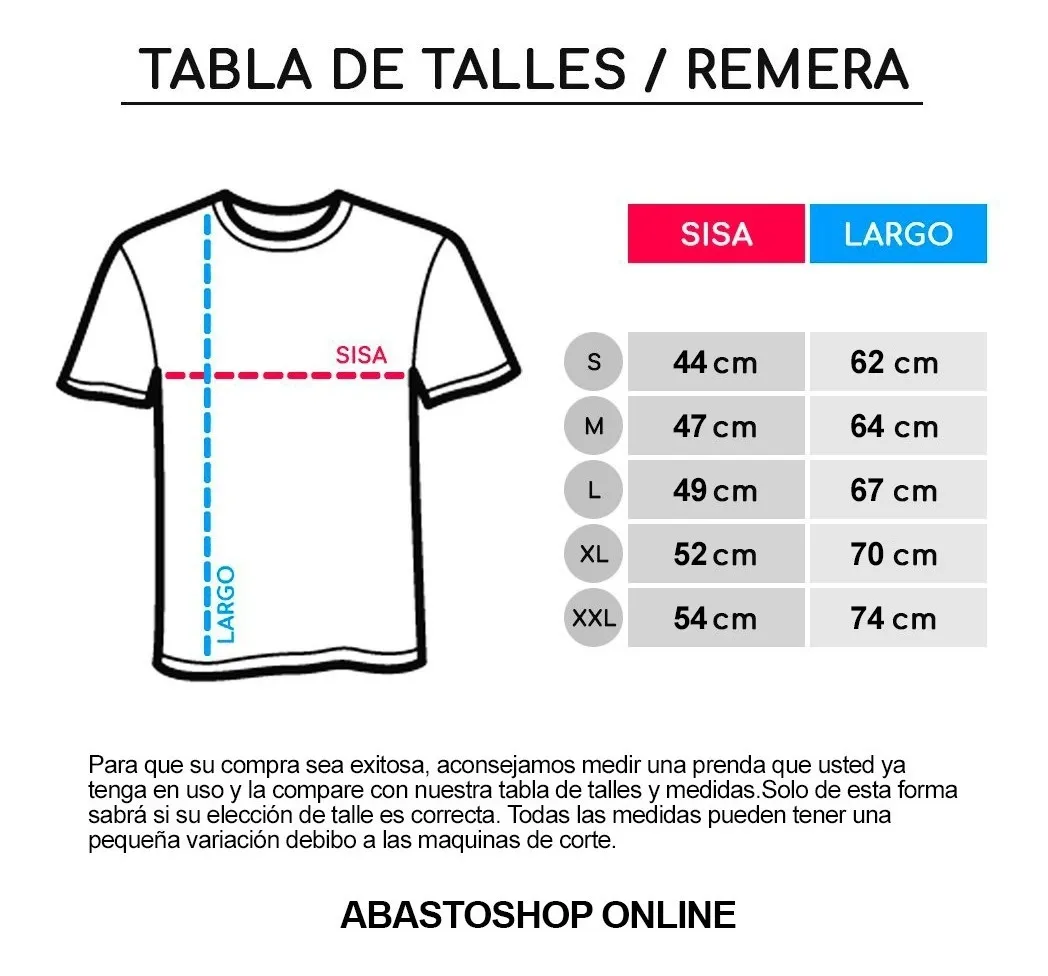 TABLA DE TALLES / REMERA
SISA LARGO
SISA
LARGO
S 44 cm 62 cm
M 47 cm 64 cm
L 49 cm 67 cm
XL 52 cm 70 cm
XXL 54 cm 74 cm
Para que su compra sea exitosa, aconsejamos medir una prenda que usted ya
tenga en uso y la compare con nuestra tabla de talles y medidas.Solo de esta forma
sabrá si su elección de talle es correcta. Todas las medidas pueden tener una
pequeña variación debibo a las maquinas de corte.
ABASTOSHOP ONLINE